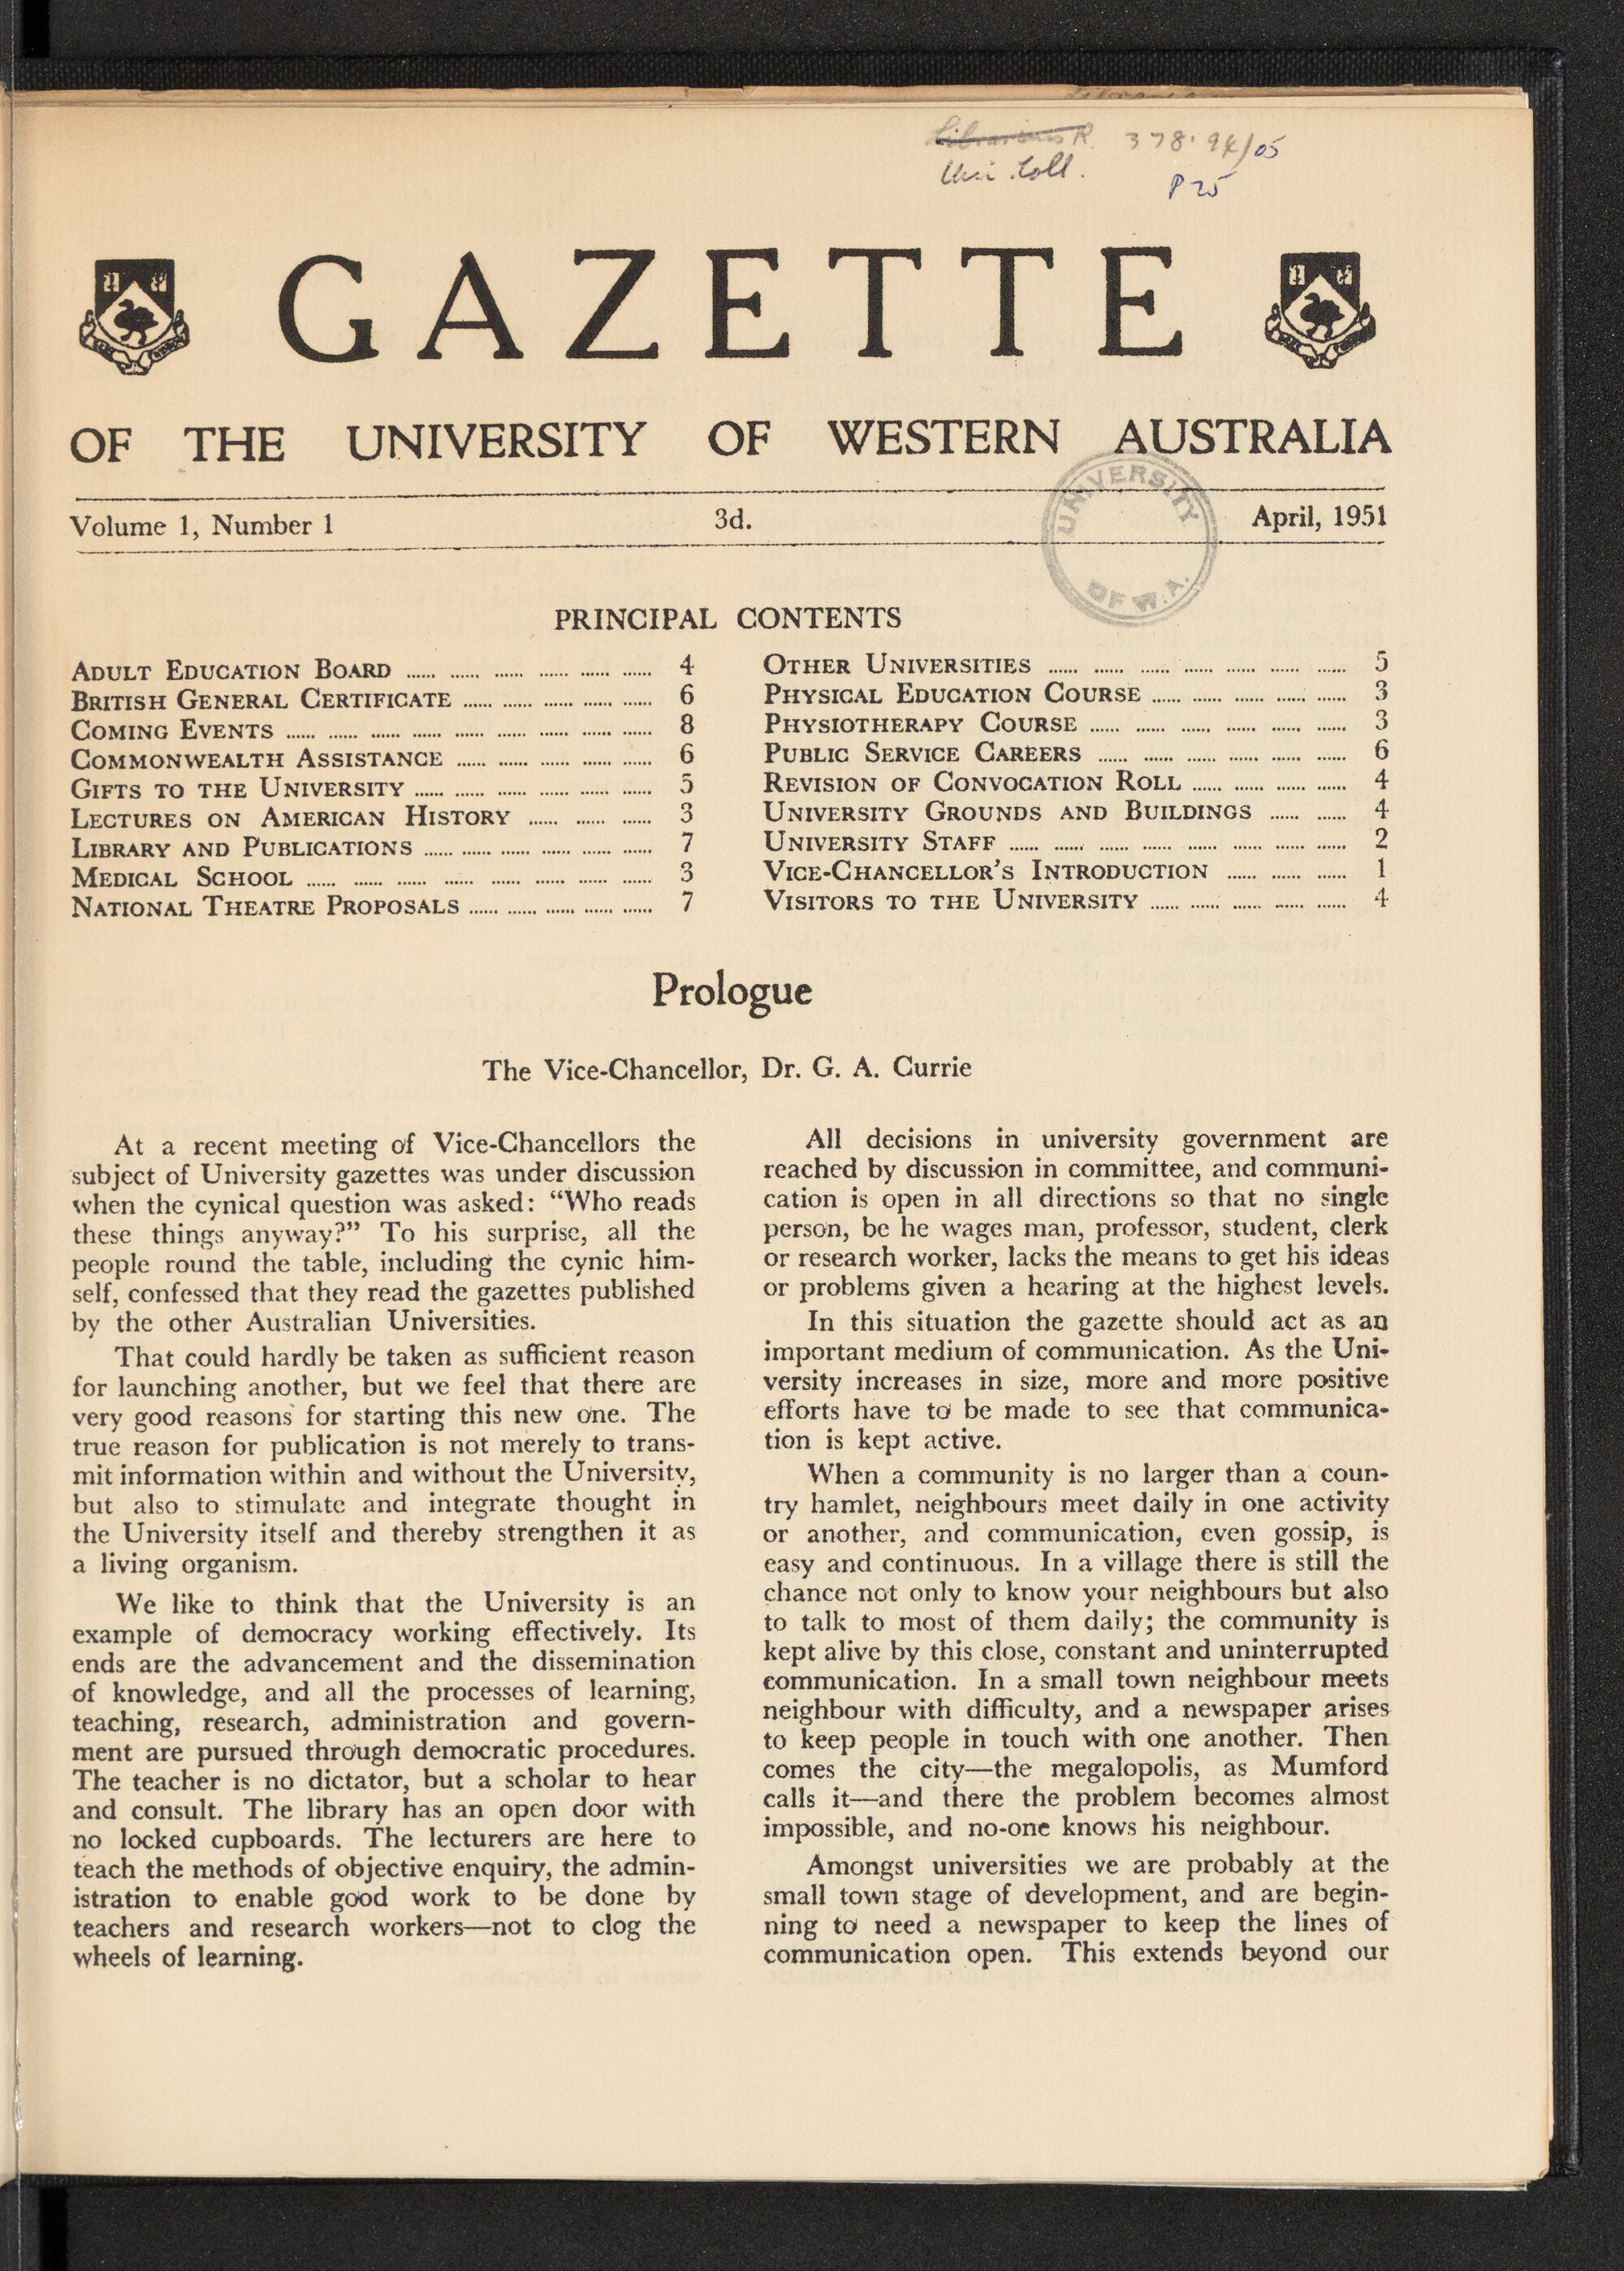 378.94/05
Uni Coll.
P25
GAZETTE
OF THE UNIVERSITY OF WESTERN AUSTRALIA
Volume 1, Number 1 3d. April, 1951
UNIVERSITY
OF W.A.
PRINCIPAL CONTENTS
ADULT EDUCATION BOARD ...... ...... ...... ...... ...... ...... 4
BRITISH GENERAL CERTIFICATE ...... ...... ...... ...... ...... 6
COMING EVENTS ...... ...... ...... ...... ...... ...... ...... ...... ...... 8
COMMONWEALTH ASSISTANCE ...... ...... ...... ...... ...... 6
GIFTS TO THE UNIVERSITY ...... ...... ...... ...... ...... ...... 5
LECTURES ON AMERICAN HISTORY ...... ...... ...... 3
LIBRARY AND PUBLICATIONS ...... ...... ...... ...... ...... ...... 7
MEDICAL SCHOOL ...... ...... ...... ...... ...... ...... ...... ...... 3
NATIONAL THEATRE PROPOSALS ...... ...... ...... ...... ...... 7
OTHER UNIVERSITIES ...... ...... ...... ...... ...... ...... ...... 5
PHYSICAL EDUCATION COURSE ...... ...... ...... ...... ...... 3
PHYSIOTHERAPY COURSE ...... ...... ...... ...... ...... ...... 3
PUBLIC SERVICE CAREERS ...... ...... ...... ...... ...... ...... 6
REVISION OF CONVOCATION ROLL ...... ...... ...... ...... 4
UNIVERSITY GROUNDS AND BUILDINGS ...... ...... 4
UNIVERSITY STAFF ...... ...... ...... ...... ...... ...... ...... ...... 2
VICE-CHANCELLOR'S INTRODUCTION ...... ...... ...... 1
VISITORS TO THE UNIVERSITY ...... ...... ...... ...... ...... 4
Prologue
The Vice-Chancellor, Dr. G. A. Currie
At a recent meeting of Vice-Chancellors the
subject of University gazettes was under discussion
when the cynical question was asked: “Who reads
these things anyway?” To his surprise, all the
people round the table, including the cynic him-
self, confessed that they read the gazettes published
by the other Australian Universities.
That could hardly be taken as sufficient reason
for launching another, but we feel that there are
very good reasons for starting this new one. The
true reason for publication is not merely to trans-
mit information within and without the University,
but also to stimulate and integrate thought in
the University itself and thereby strengthen it as
a living organism.
We like to think that the University is an
example of democracy working effectively. Its
ends are the advancement and the dissemination
of knowledge, and all the processes of learning,
teaching, research, administration and govern-
ment are pursued through democratic procedures.
The teacher is no dictator, but a scholar to hear
and consult. The library has an open door with
no locked cupboards. The lecturers are here to
teach the methods of objective enquiry, the admin-
istration to enable good work to be done by
teachers and research workers—not to clog the
wheels of learning.
All decisions in university government are
reached by discussion in committee, and communi-
cation is open in all directions so that no single
person, be he wages man, professor, student, clerk
or research worker, lacks the means to get his ideas
or problems given a hearing at the highest levels.
In this situation the gazette should act as an
important medium of communication. As the Uni-
versity increases in size, more and more positive
efforts have to be made to see that communica-
tion is kept active.
When a community is no larger than a coun-
try hamlet, neighbours meet daily in one activity
or another, and communication, even gossip, is
easy and continuous. In a village there is still the
chance not only to know your neighbours but also
to talk to most of them daily; the community is
kept alive by this close, constant and uninterrupted
communication. In a small town neighbour meets
neighbour with difficulty, and a newspaper arises
to keep people in touch with one another. Then
comes the city—the megalopolis, as Mumford
calls it—and there the problem becomes almost
impossible, and no-one knows his neighbour.
Amongst universities we are probably at the
small town stage of development, and are begin-
ning to need a newspaper to keep the lines of
communication open. This extends beyond our